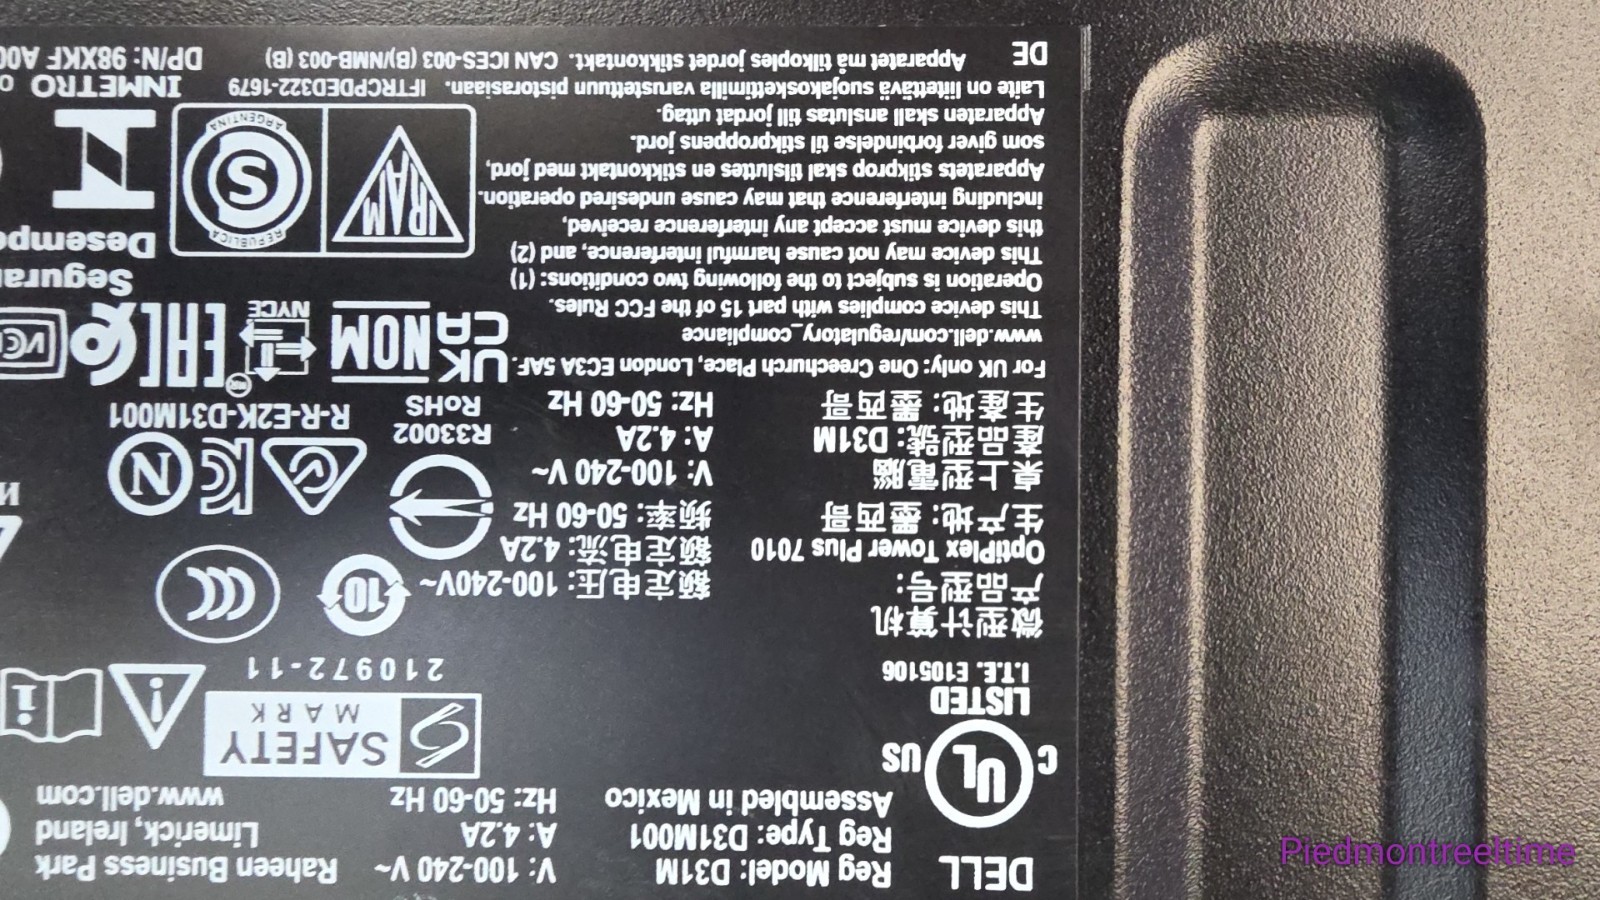 DELL
Reg Model: D31M
Reg Type: D31M001
Assembled in Mexico
V: 100-240 V~
A: 4.2A
Hz: 50-60 Hz
Raheen Business Park
Limerick, Ireland
www.dell.com
C UL US
LISTED
I.T.E. E105106
SAFETY
MARK
210972-11
微型计算机
产品型号:
OptiPlex Tower Plus 7010
生产地: 墨西哥
额定电压: 100-240V~
额定电流: 4.2A
频率: 50-60 Hz
10
CCC
桌上型電腦
產品型號: D31M
生產地: 墨西哥
V: 100-240 V~
A: 4.2A
Hz: 50-60 Hz
R33002
RoHS
N
R-R-E2K-D31M001
For UK only: One Creechurch Place, London EC3A 5AF.
www.dell.com/regulatory_compliance
This device complies with part 15 of the FCC Rules.
Operation is subject to the following two conditions: (1)
This device may not cause harmful interference, and (2)
this device must accept any interference received,
including interference that may cause undesired operation.
Apparatets stikprop skal tilsluttes en stikkontakt med jord,
som giver forbindelse til stikproppens jord.
Apparaten skall anslutas till jordat uttag.
Laite on liitettävä suojakoskettimilla varustettuun pistorasiaan.
Apparatet må tilkoples jordet stikkontakt.
DE
UK
CA
NOM
NYCE
EAC
VCCI
IRAM
REPUBLICA
S
ARGENTINA
Seguran
Desempe
INMETRO
IFTRCPDED322-1679
CAN ICES-003 (B)/NMB-003 (B)
DP/N: 98XKF A00
Piedmontreeltime